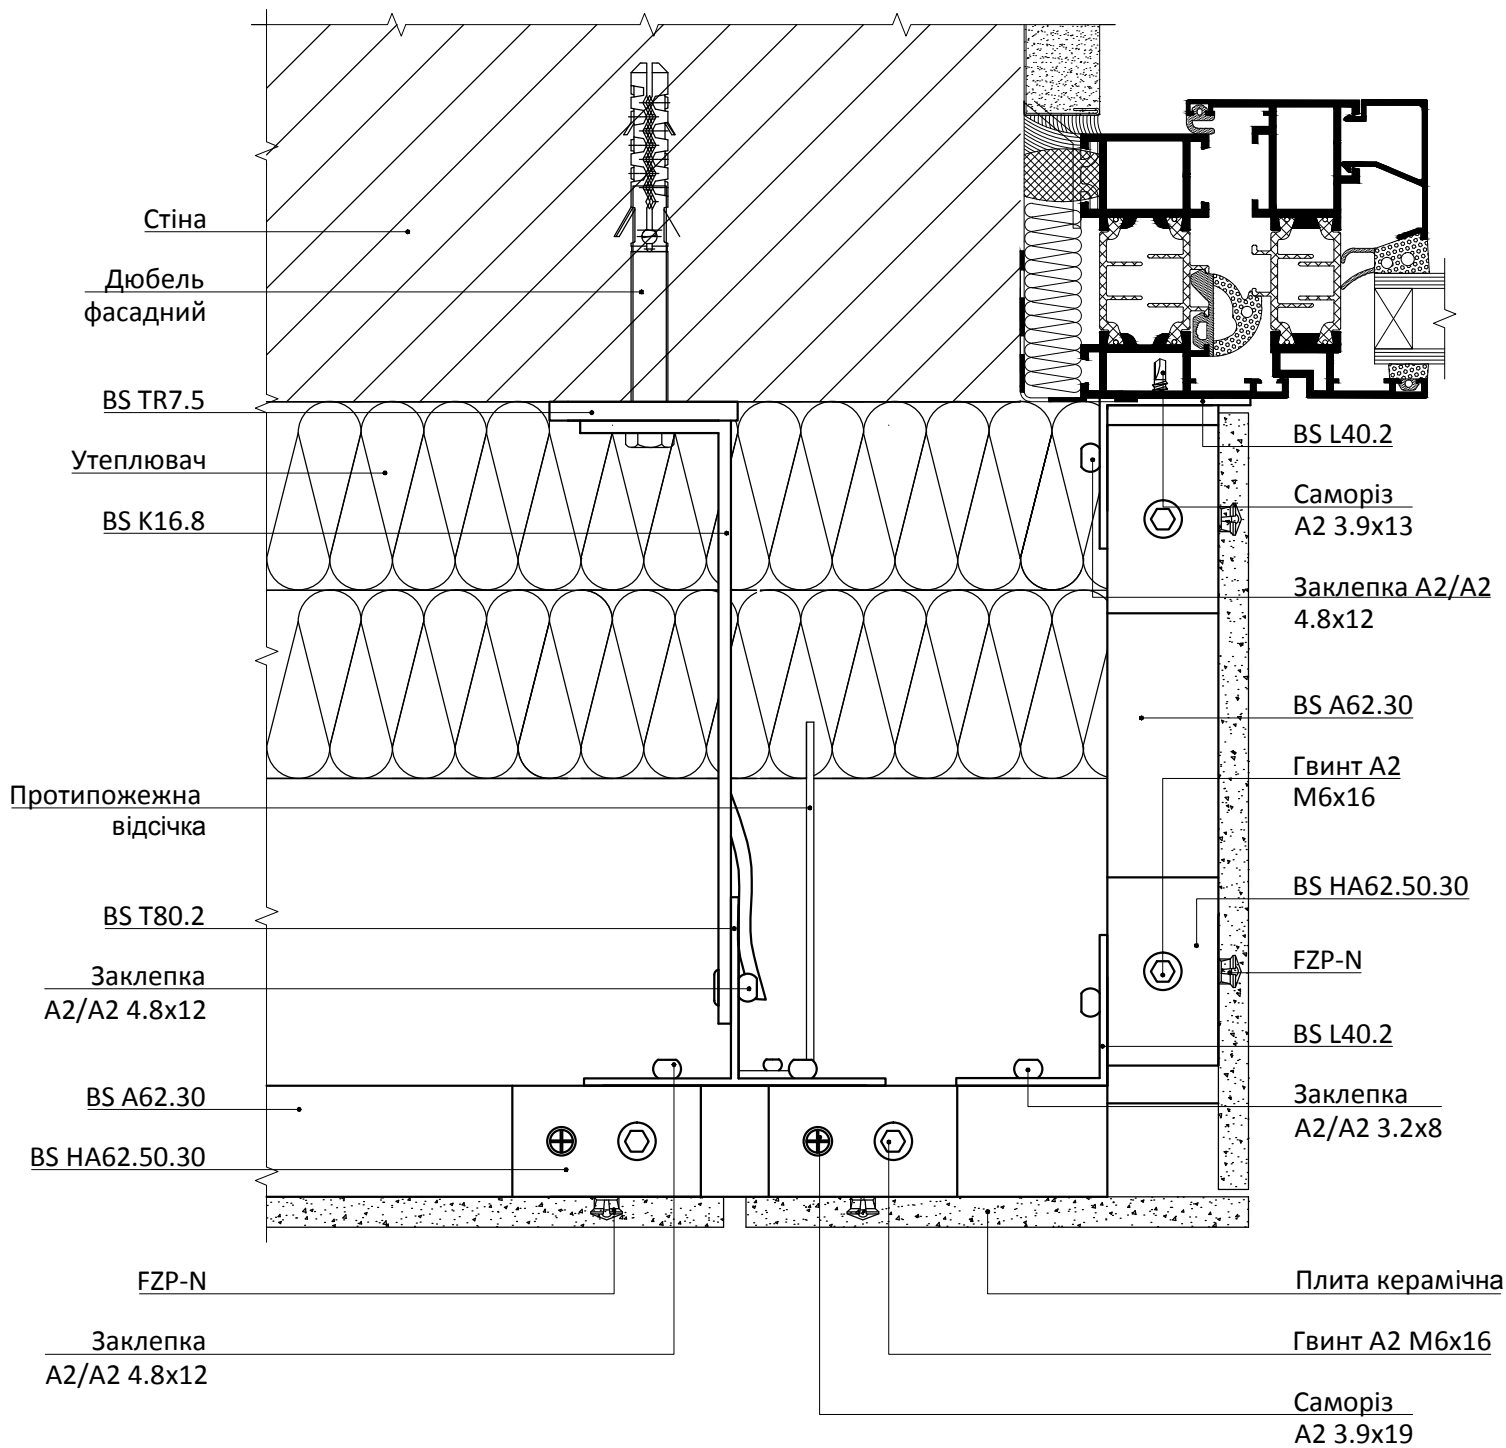 Стіна
Дюбель
фасадний
BS TR7.5
Утеплювач
BS K16.8
Протипожежна
відсічка
BS T80.2
Заклепка
A2/A2 4.8x12
BS A62.30
BS HA62.50.30
FZP-N
Заклепка
A2/A2 4.8x12
BS L40.2
Саморіз
A2 3.9x13
Заклепка A2/A2
4.8x12
BS A62.30
Гвинт A2
M6x16
BS HA62.50.30
FZP-N
BS L40.2
Заклепка
A2/A2 3.2x8
Плита керамічна
Гвинт A2 M6x16
Саморіз
A2 3.9x19